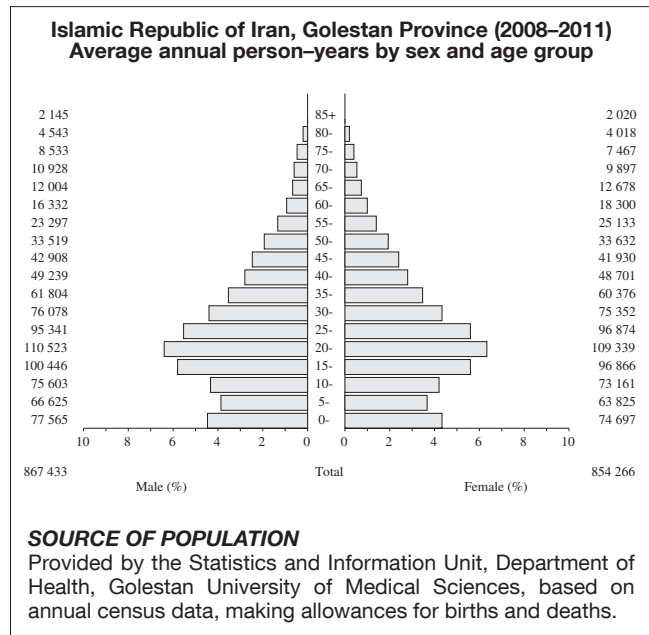 Islamic Republic of Iran, Golestan Province (2008–2011)
Average annual person–years by sex and age group
2 145 85+ 2 020
4 543 80- 4 018
8 533 75- 7 467
10 928 70- 9 897
12 004 65- 12 678
16 332 60- 18 300
23 297 55- 25 133
33 519 50- 33 632
42 908 45- 41 930
49 239 40- 48 701
61 804 35- 60 376
76 078 30- 75 352
95 341 25- 96 874
110 523 20- 109 339
100 446 15- 96 866
75 603 10- 73 161
66 625 5- 63 825
77 565 0- 74 697
10 8 6 4 2 0 0 2 4 6 8 10
867 433 Total 854 266
Male (%) Female (%)
SOURCE OF POPULATION
Provided by the Statistics and Information Unit, Department of
Health, Golestan University of Medical Sciences, based on
annual census data, making allowances for births and deaths.